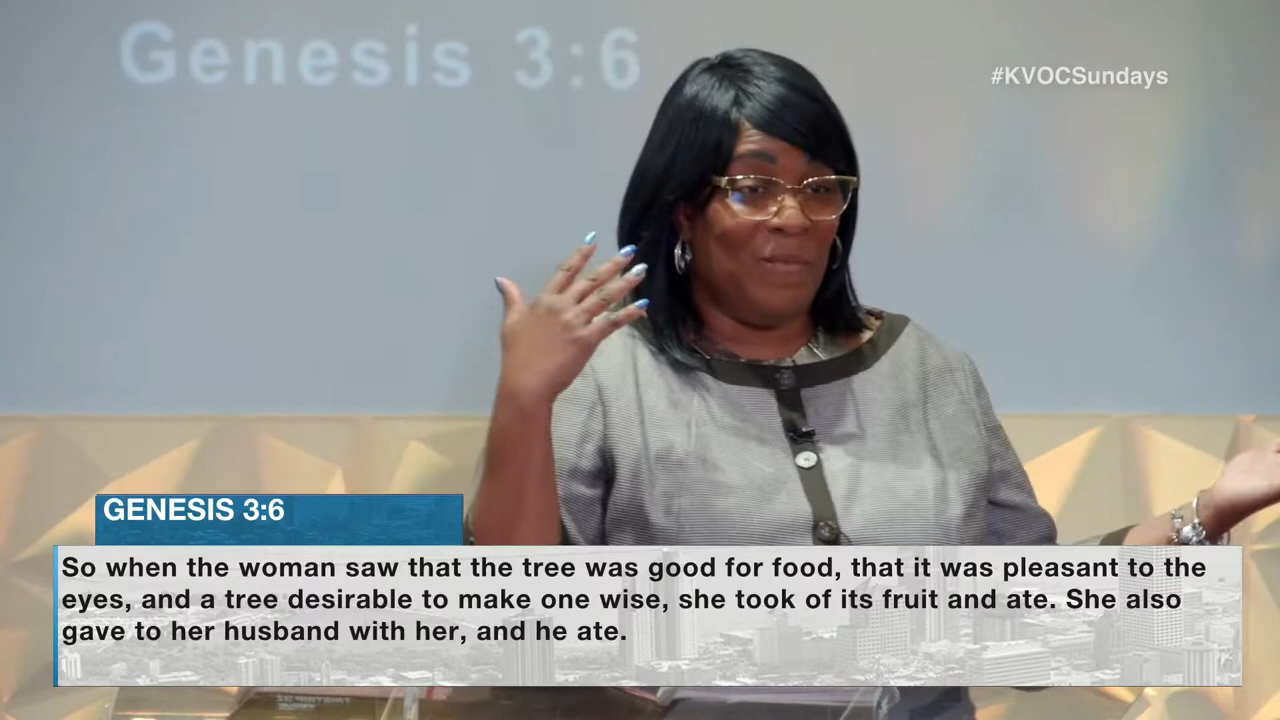 Genesis 3:6
#KVOCSundays
GENESIS 3:6
So when the woman saw that the tree was good for food, that it was pleasant to the
eyes, and a tree desirable to make one wise, she took of its fruit and ate. She also
gave to her husband with her, and he ate.